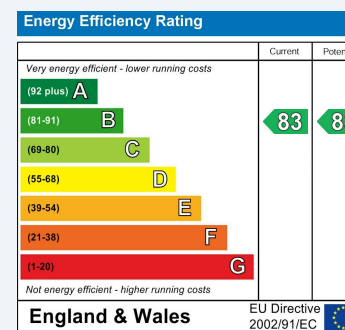 Energy Efficiency Rating
Current
Very energy efficient - lower running costs
(92 plus) A
(81-91) B
83
(69-80) C
(55-68) D
(39-54) E
(21-38) F
(1-20) G
Not energy efficient - higher running costs
England & Wales
EU Directive
2002/91/EC